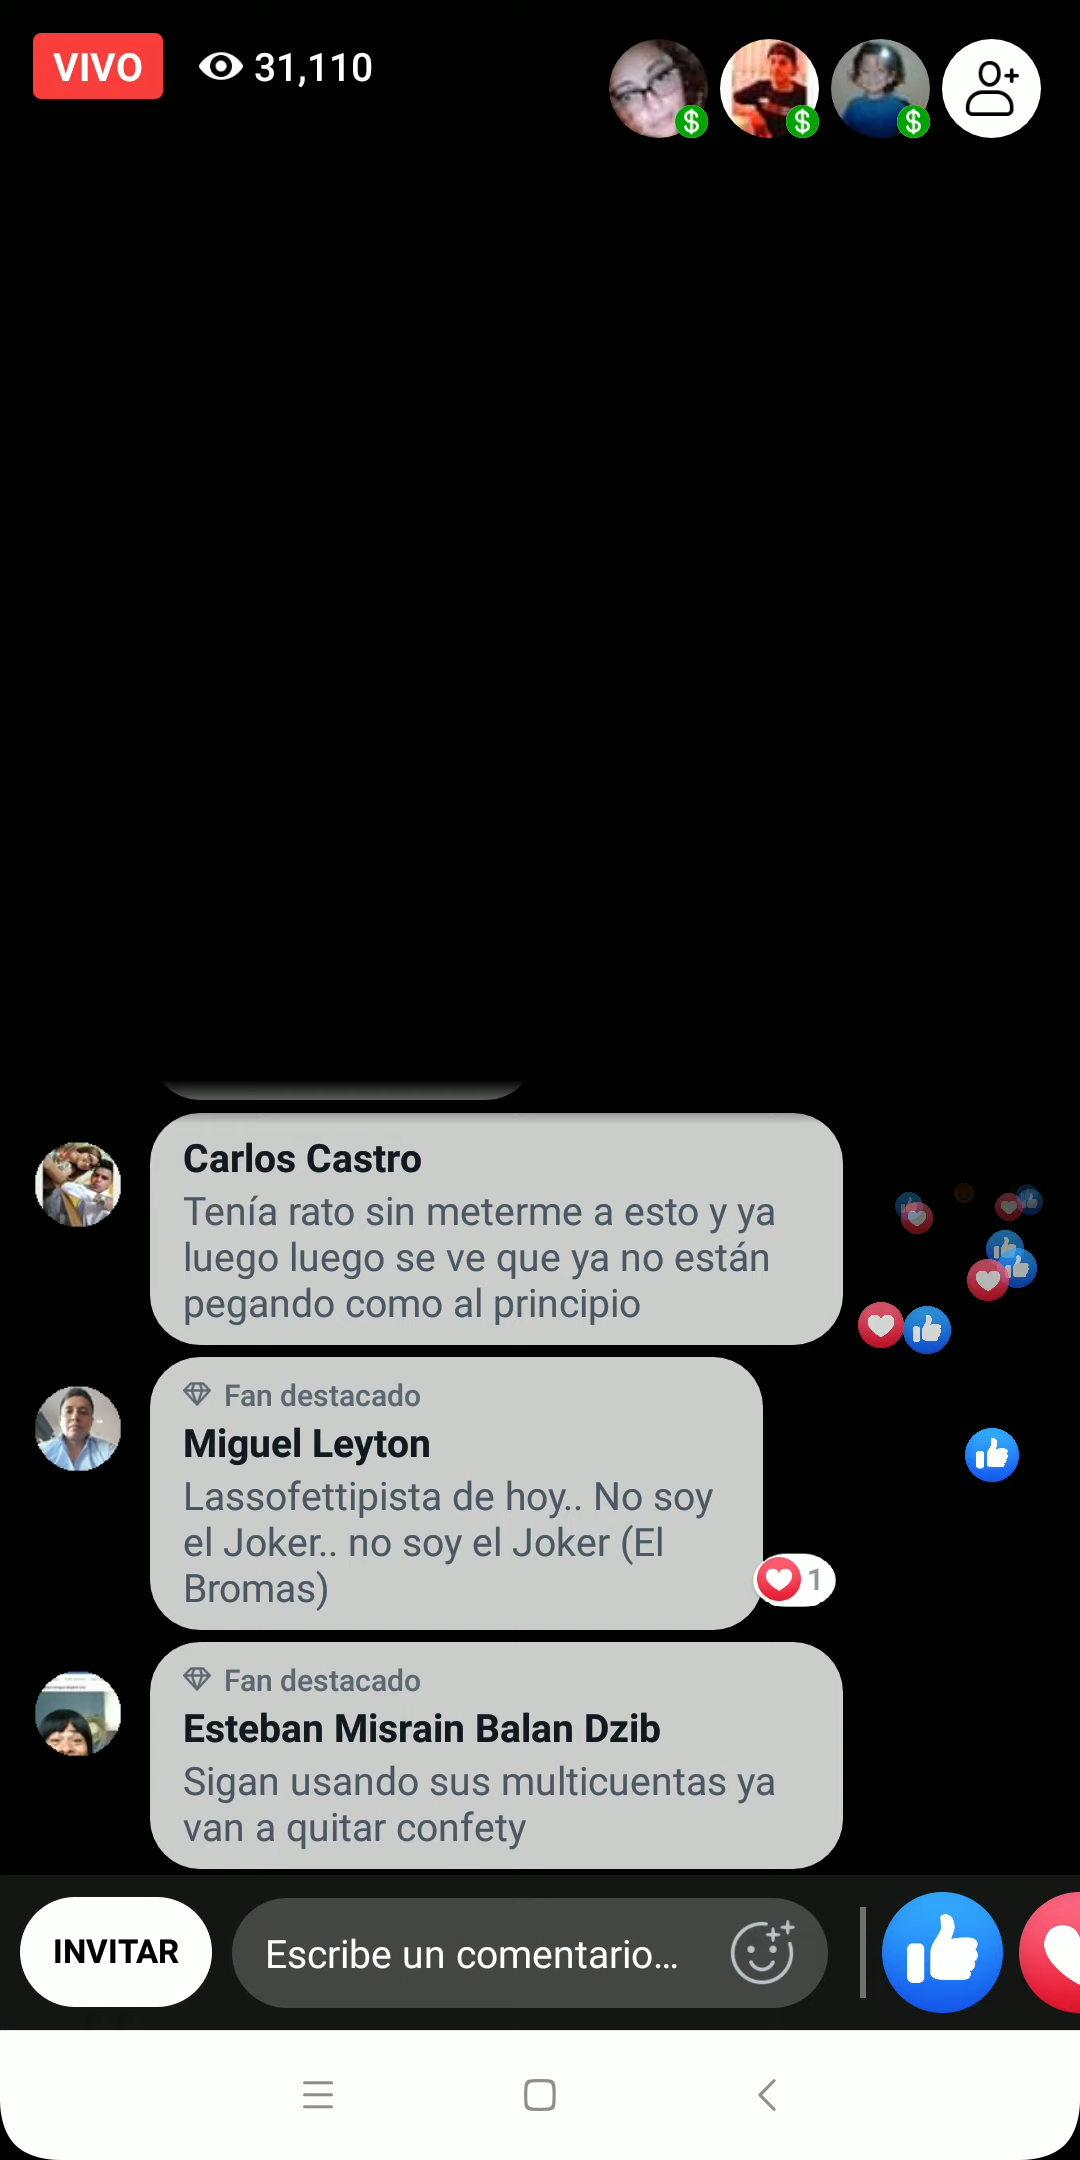 VIVO 31,110
$ $ $
Carlos Castro
Tenía rato sin meterme a esto y ya
luego luego se ve que ya no están
pegando como al principio
Fan destacado
Miguel Leyton
Lassofettipista de hoy.. No soy
el Joker.. no soy el Joker (El
Bromas)
1
Fan destacado
Esteban Misrain Balan Dzib
Sigan usando sus multicuentas ya
van a quitar confety
INVITAR
Escribe un comentario...